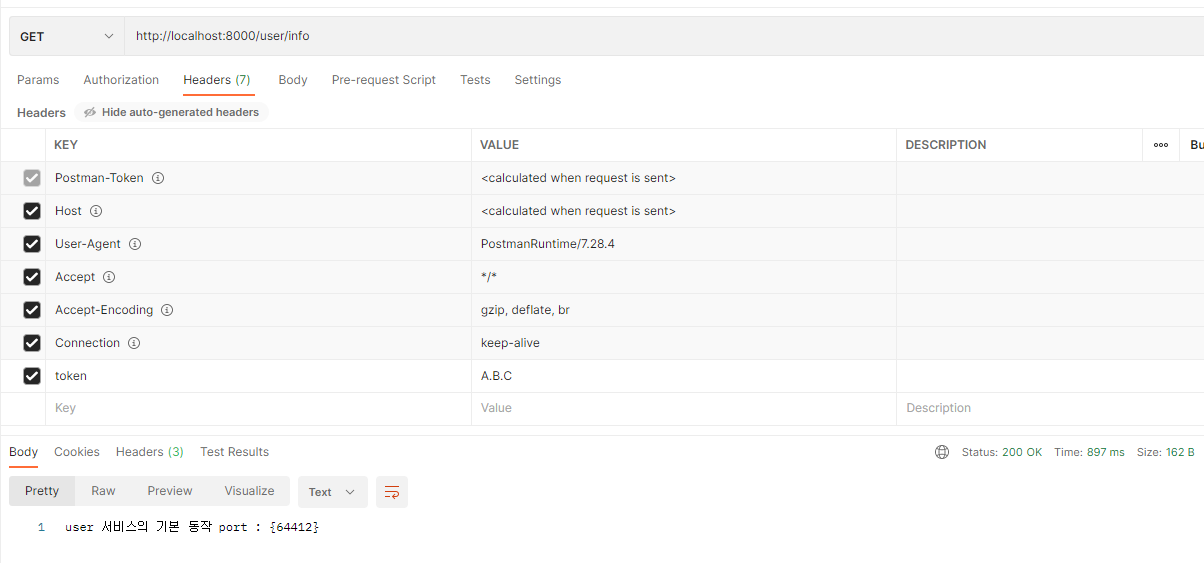 GET http://localhost:8000/user/info
Params Authorization Headers (7) Body Pre-request Script Tests Settings
Headers Hide auto-generated headers
KEY VALUE DESCRIPTION ooo Bu
Postman-Token <calculated when request is sent>
Host <calculated when request is sent>
User-Agent PostmanRuntime/7.28.4
Accept */*
Accept-Encoding gzip, deflate, br
Connection keep-alive
token A.B.C
Key Value Description
Body Cookies Headers (3) Test Results Status: 200 OK Time: 897 ms Size: 162 B
Pretty Raw Preview Visualize Text
1 user 서비스의 기본 동작 port : {64412}